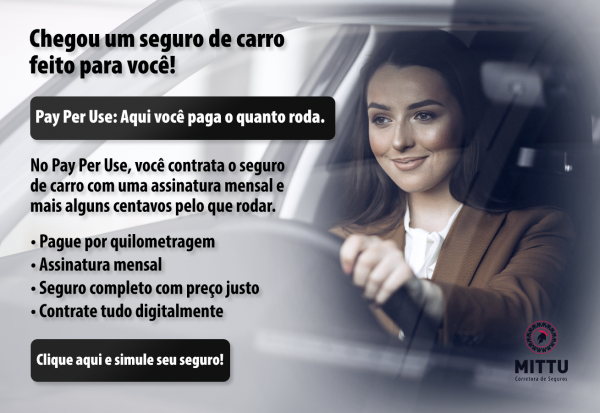 Chegou um seguro de carro
feito para você!
Pay Per Use: Aqui você paga o quanto roda.
No Pay Per Use, você contrata o seguro
de carro com uma assinatura mensal e
mais alguns centavos pelo que rodar.
• Pague por quilometragem
• Assinatura mensal
• Seguro completo com preço justo
• Contrate tudo digitalmente
Clique aqui e simule seu seguro!
MITTU
Corretora de Seguros